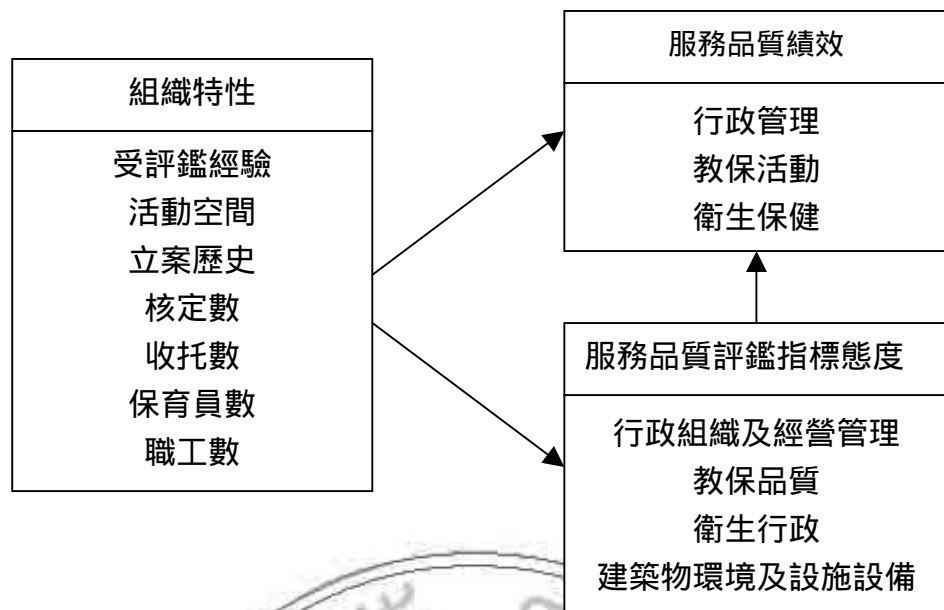 組織特性
受評鑑經驗
活動空間
立案歷史
核定數
收托數
保育員數
職工數
服務品質績效
行政管理
教保活動
衛生保健
服務品質評鑑指標態度
行政組織及經營管理
教保品質
衛生行政
建築物環境及設施設備